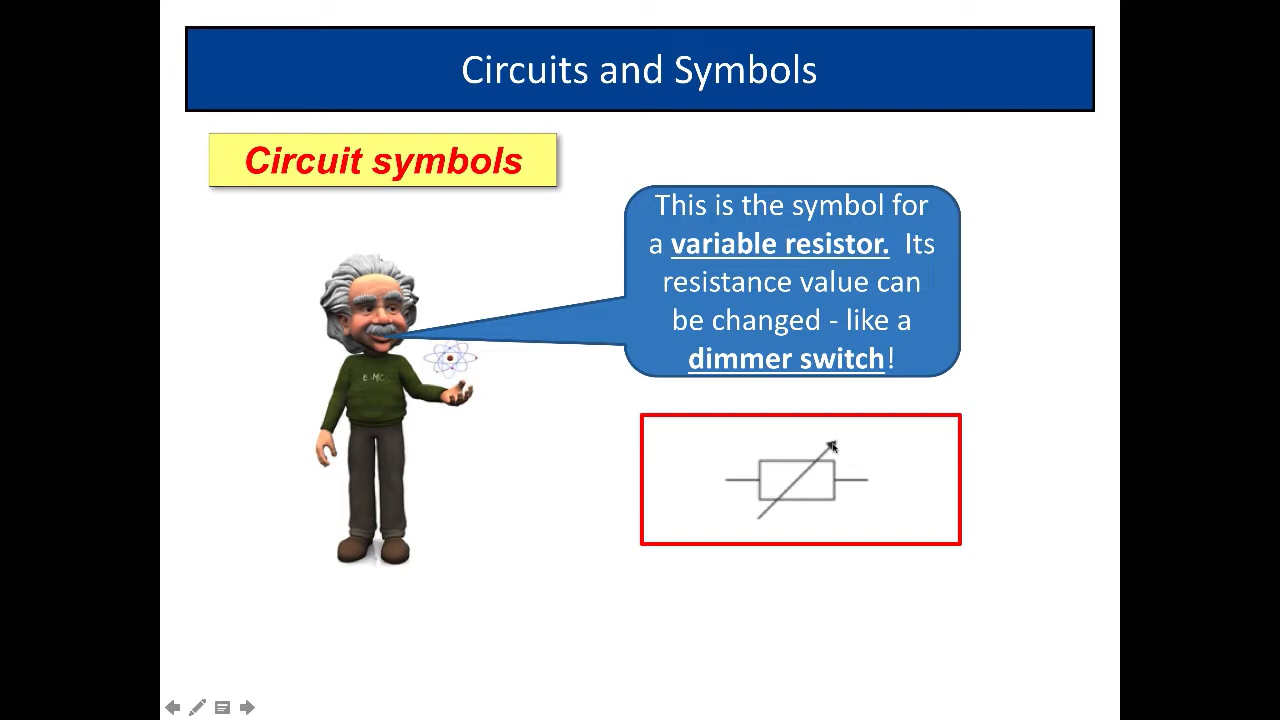 Circuits and Symbols
Circuit symbols
This is the symbol for
a variable resistor. Its
resistance value can
be changed - like a
dimmer switch!